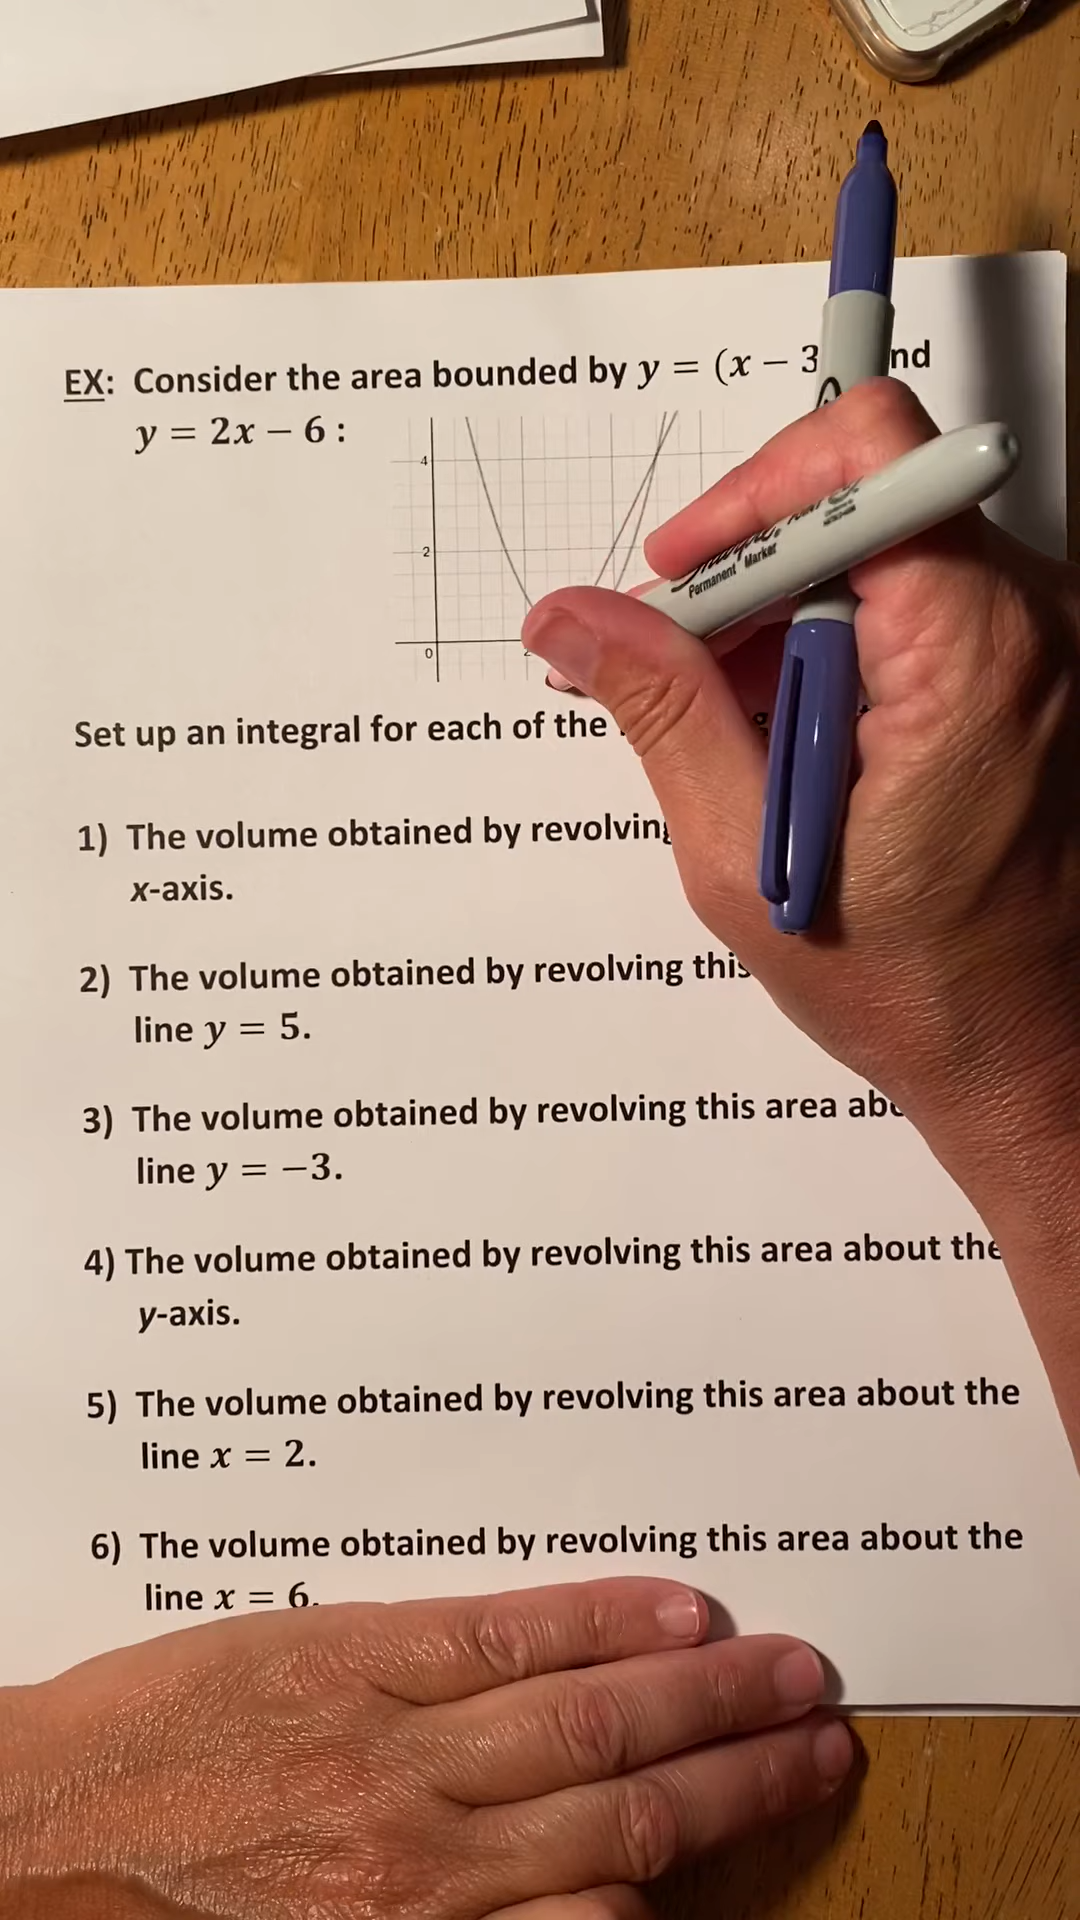 EX: Consider the area bounded by y = (x − 3 nd
y = 2x − 6 :
4
2
0
2
Set up an integral for each of the
1) The volume obtained by revolving
x-axis.
2) The volume obtained by revolving this
line y = 5.
3) The volume obtained by revolving this area abo
line y = −3.
4) The volume obtained by revolving this area about the
y-axis.
5) The volume obtained by revolving this area about the
line x = 2.
6) The volume obtained by revolving this area about the
line x = 6.
Permanent Marker